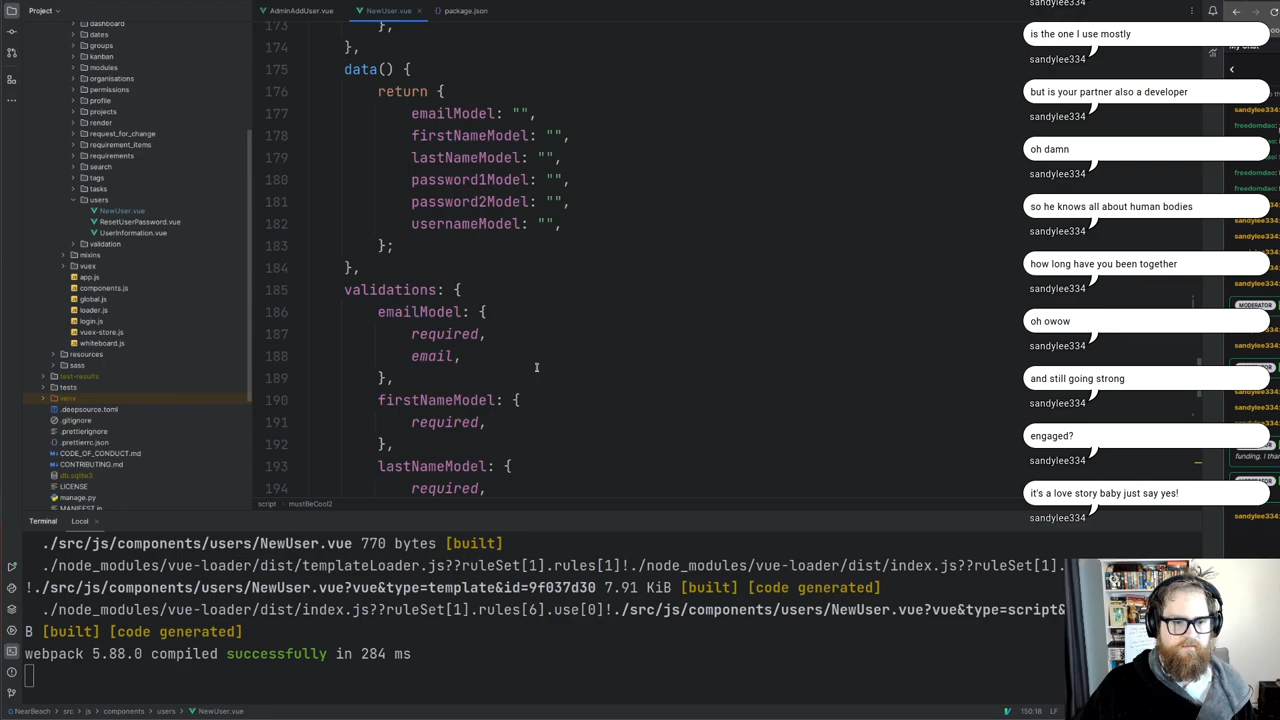 Project
dashboard
dates
groups
kanban
modules
organisations
permissions
profile
projects
render
request_for_change
requirement_items
requirements
search
tags
tasks
users
NewUser.vue
ResetUserPassword.vue
UserInformation.vue
validation
mixins
vuex
app.js
components.js
global.js
loader.js
login.js
vuex-store.js
whiteboard.js
resources
sass
test-results
tests
venv
.deepsource.toml
.gitignore
.prettierignore
.prettierrc.json
CODE_OF_CONDUCT.md
CONTRIBUTING.md
db.sqlite3
LICENSE
manage.py
MANIFEST.in
AdminAddUser.vue
NewUser.vue
package.json
173 },
174 },
175 data() {
176 return {
177 emailModel: "",
178 firstNameModel: "",
179 lastNameModel: "",
180 password1Model: "",
181 password2Model: "",
182 usernameModel: "",
183 };
184 },
185 validations: {
186 emailModel: {
187 required,
188 email,
189 },
190 firstNameModel: {
191 required,
192 },
193 lastNameModel: {
194 required,
script mustBeCool2
Terminal Local
./src/js/components/users/NewUser.vue 770 bytes [built]
./node_modules/vue-loader/dist/templateLoader.js??ruleSet[1].rules[1]!./node_modules/vue-loader/dist/index.js??ruleSet[1].
!./src/js/components/users/NewUser.vue?vue&type=template&id=9f037d30 7.91 KiB [built] [code generated]
./node_modules/vue-loader/dist/index.js??ruleSet[1].rules[6].use[0]!./src/js/components/users/NewUser.vue?vue&type=script&
B [built] [code generated]
webpack 5.88.0 compiled successfully in 284 ms
NearBeach src js components users NewUser.vue
150:18 LF
sandylee334
is the one I use mostly
sandylee334
but is your partner also a developer
sandylee334
oh damn
sandylee334
so he knows all about human bodies
sandylee334
how long have you been together
sandylee334
oh owow
sandylee334
and still going strong
sandylee334
engaged?
sandylee334
it's a love story baby just say yes!
sandylee334